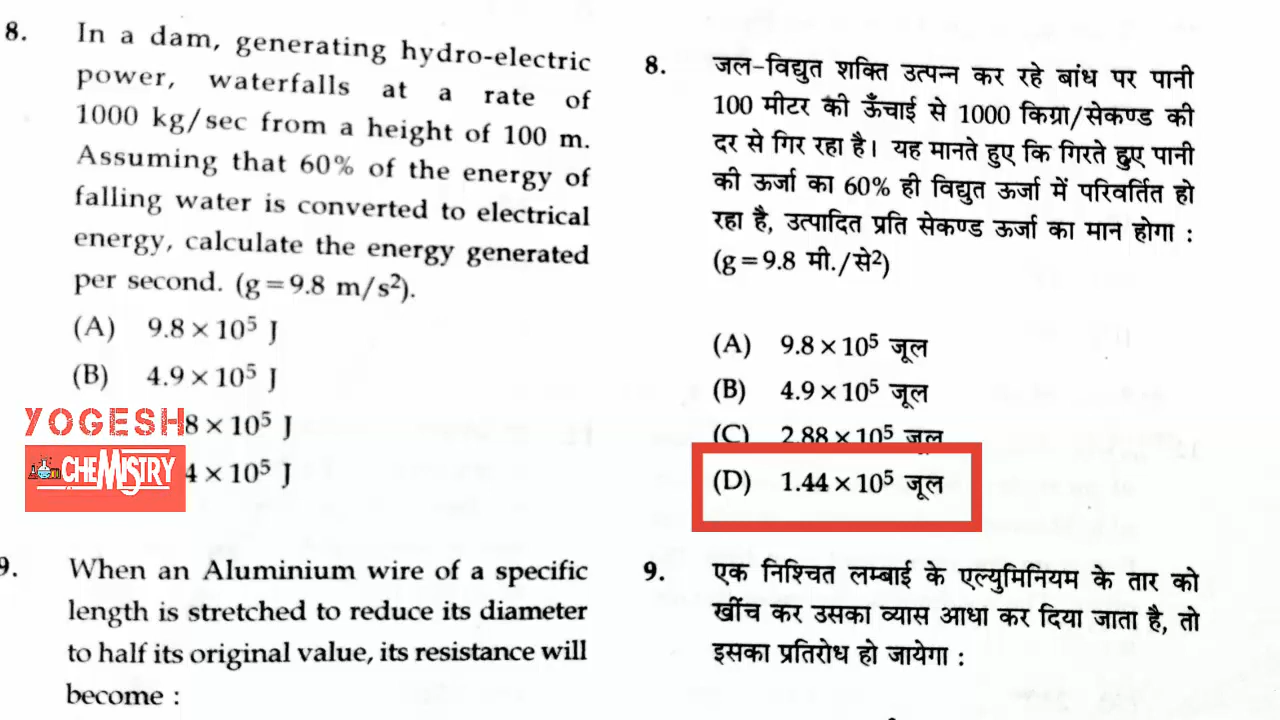 8.
In a dam, generating hydro-electric
power, waterfalls at a rate of
1000 kg/sec from a height of 100 m.
Assuming that 60% of the energy of
falling water is converted to electrical
energy, calculate the energy generated
per second. (g = 9.8 m/s²).
(A) 9.8 × 10⁵ J
(B) 4.9 × 10⁵ J
8 × 10⁵ J
4 × 10⁵ J
YOGESH
CHEMISTRY
9.
When an Aluminium wire of a specific
length is stretched to reduce its diameter
to half its original value, its resistance will
become :
8.
जल-विद्युत शक्ति उत्पन्न कर रहे बांध पर पानी
100 मीटर की ऊँचाई से 1000 किग्रा/सेकण्ड की
दर से गिर रहा है। यह मानते हुए कि गिरते हुए पानी
की ऊर्जा का 60% ही विद्युत ऊर्जा में परिवर्तित हो
रहा है, उत्पादित प्रति सेकण्ड ऊर्जा का मान होगा :
(g = 9.8 मी./से²)
(A) 9.8 × 10⁵ जूल
(B) 4.9 × 10⁵ जूल
(C) 2.88 × 10⁵ जूल
(D) 1.44 × 10⁵ जूल
9.
एक निश्चित लम्बाई के एल्युमिनियम के तार को
खींच कर उसका व्यास आधा कर दिया जाता है, तो
इसका प्रतिरोध हो जायेगा :